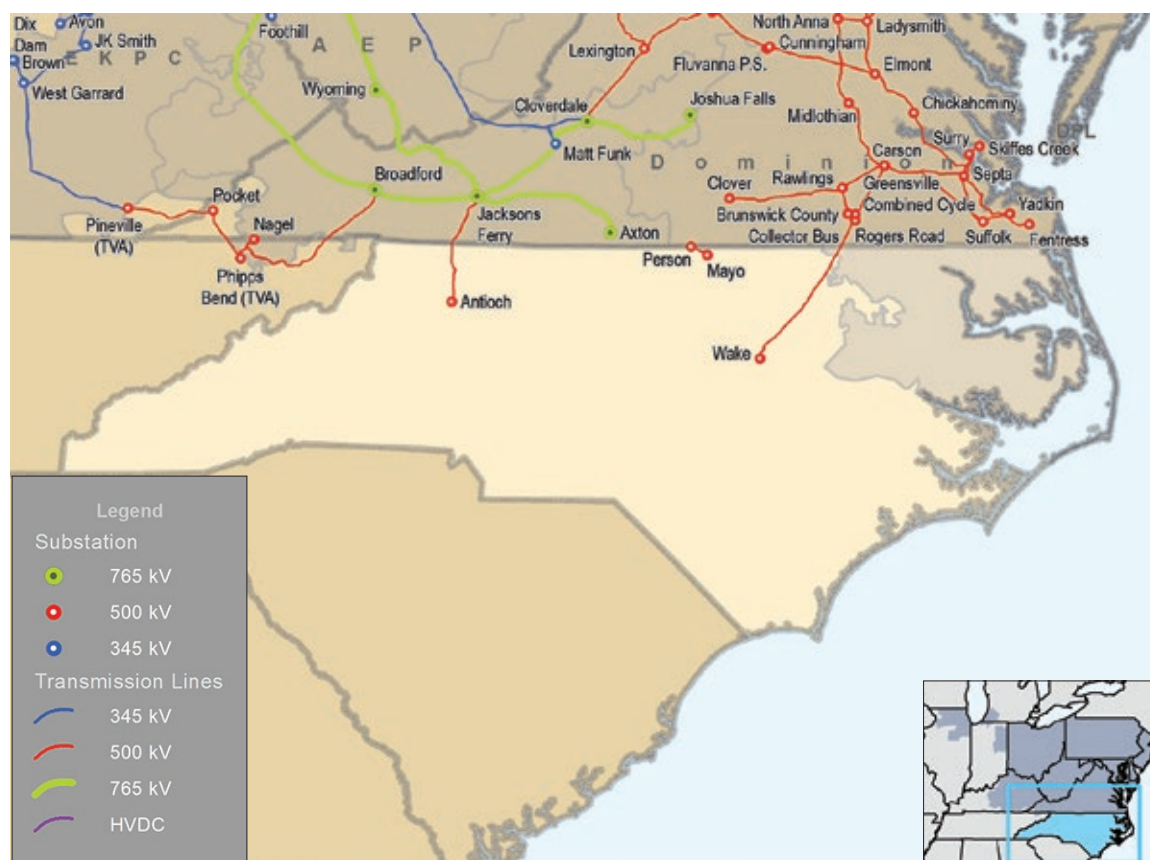 Dix
Avon
Dam
Brown
JK Smith
E K P C
West Garrard
Foothill
A E P
Wyoming
Lexington
North Anna
Ladysmith
Cunningham
Fluvanna P.S.
Elmont
Cloverdale
Joshua Falls
Midlothian
Chickahominy
Matt Funk
Surry
DPL
Skiffes Creek
Dominion
Carson
Septa
Broadford
Clover
Rawlings
Greensville
Combined Cycle
Yadkin
Pocket
Pineville
(TVA)
Nagel
Jacksons
Ferry
Axton
Brunswick County
Collector Bus
Rogers Road
Suffolk
Fentress
Phipps
Bend (TVA)
Person
Mayo
Antioch
Wake
Legend
Substation
765 kV
500 kV
345 kV
Transmission Lines
345 kV
500 kV
765 kV
HVDC